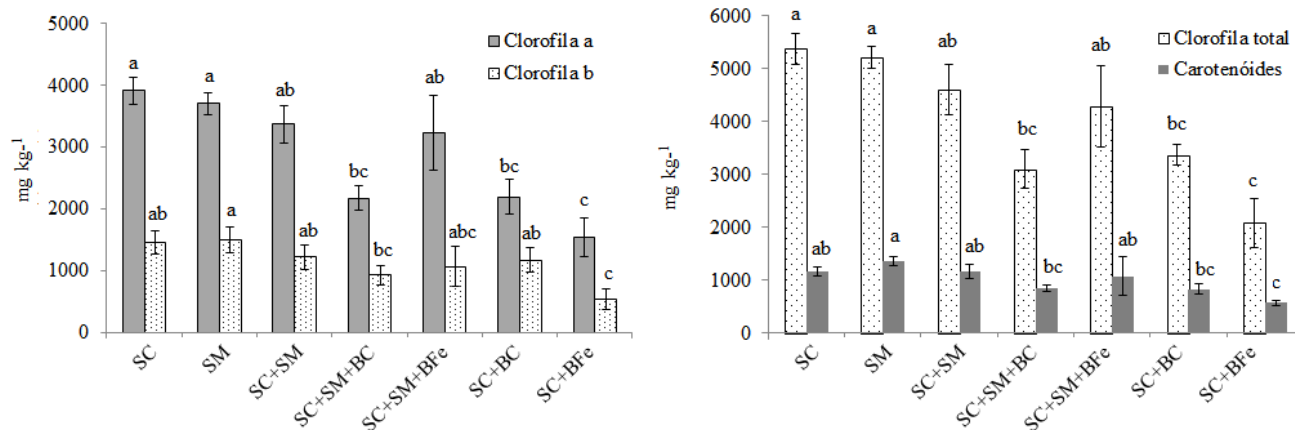 5000
4000
3000
2000
1000
0
mg kg-1
Clorofila a
Clorofila b
a
a
ab
bc
ab
bc
c
ab
a
ab
bc
abc
ab
c
SC
SM
SC+SM
SC+SM+BC
SC+SM+BFe
SC+BC
SC+BFe
6000
5000
4000
3000
2000
1000
0
mg kg-1
Clorofila total
Carotenóides
a
a
ab
bc
ab
bc
c
ab
a
ab
bc
ab
bc
c
SC
SM
SC+SM
SC+SM+BC
SC+SM+BFe
SC+BC
SC+BFe